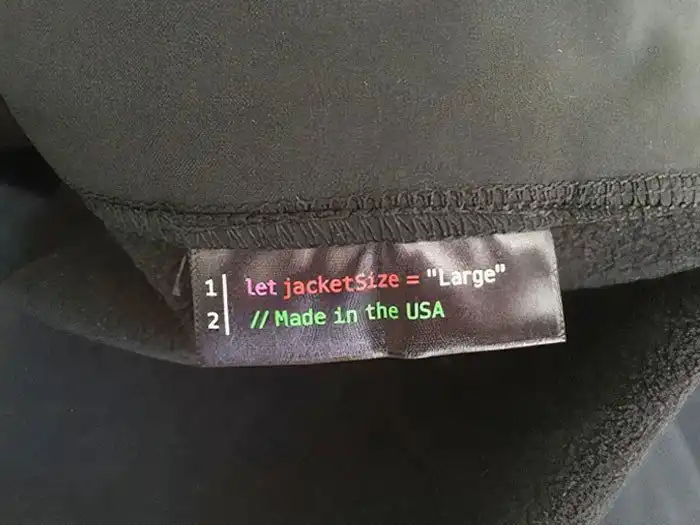 1 let jacketSize = "Large"
2 // Made in the USA